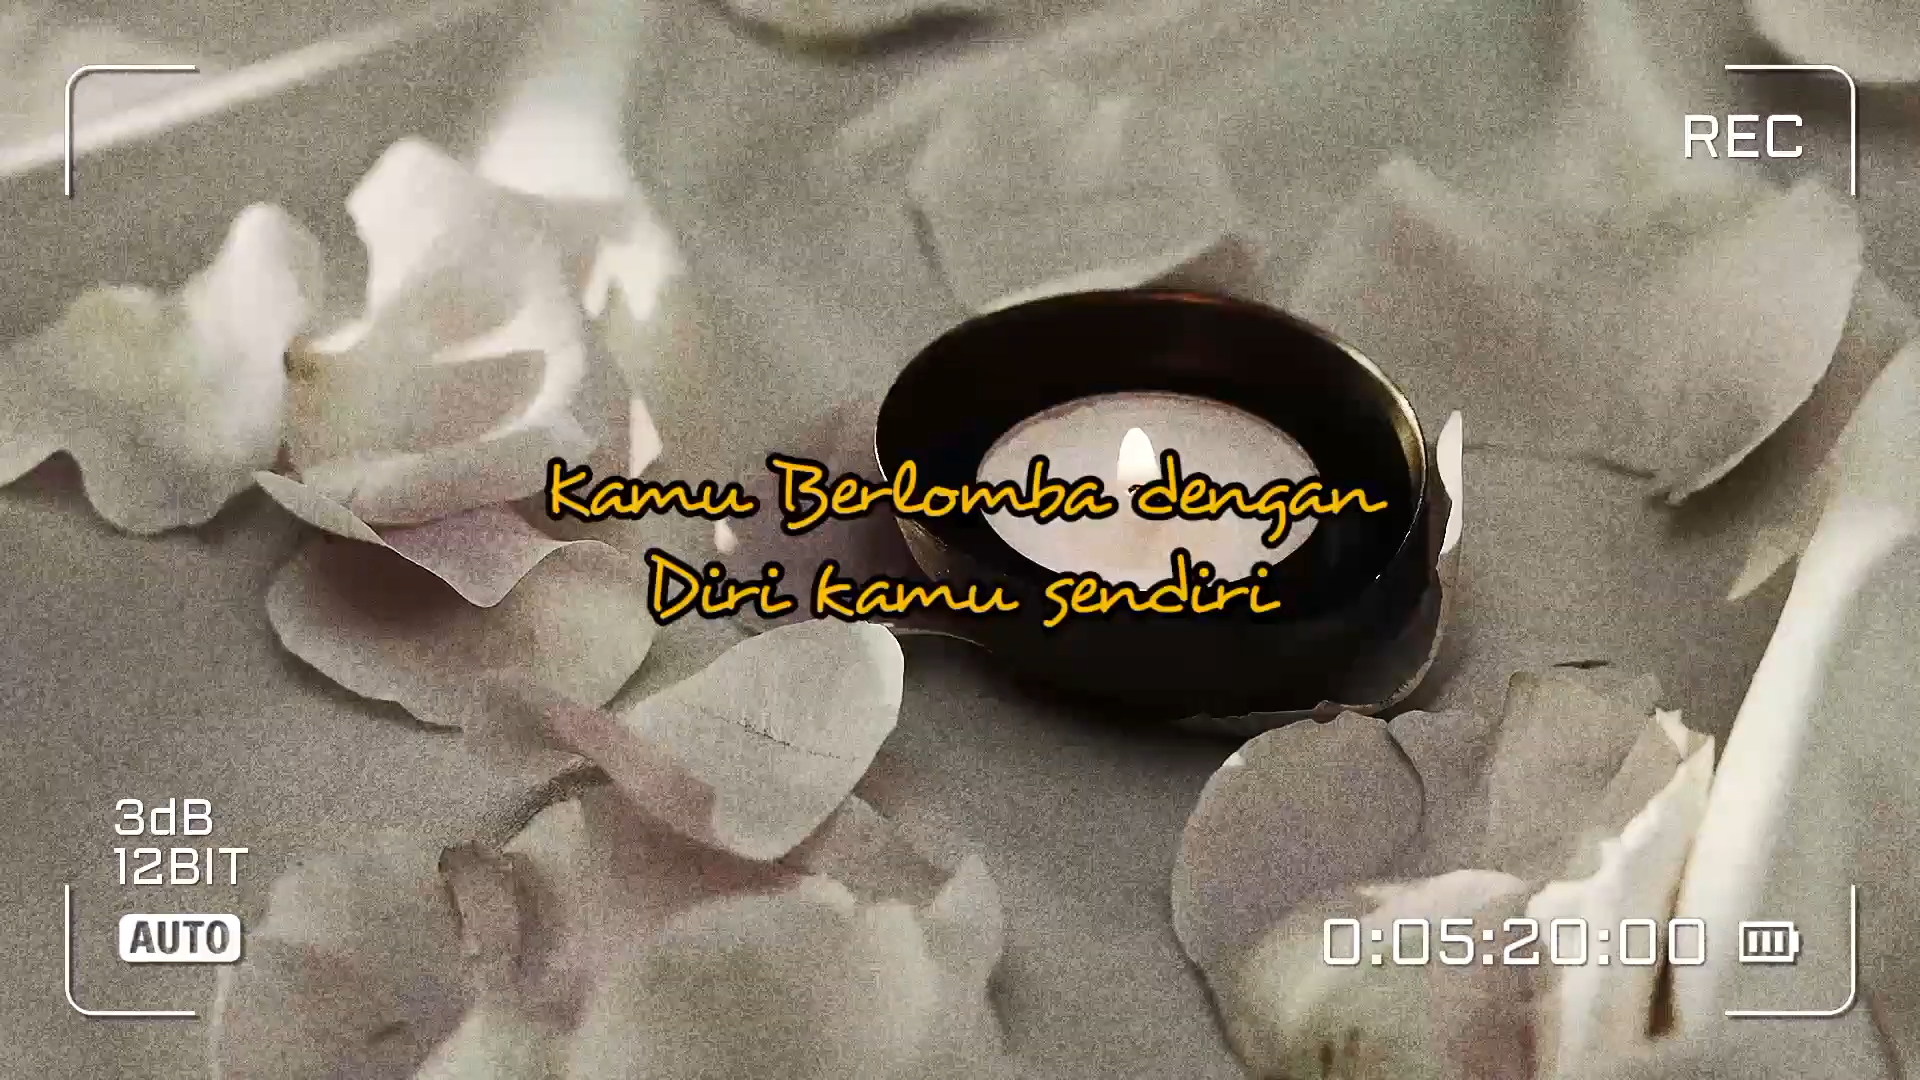 REC
Kamu Berlomba dengan
Diri kamu sendiri
3dB
12BIT
AUTO
0:05:20:00